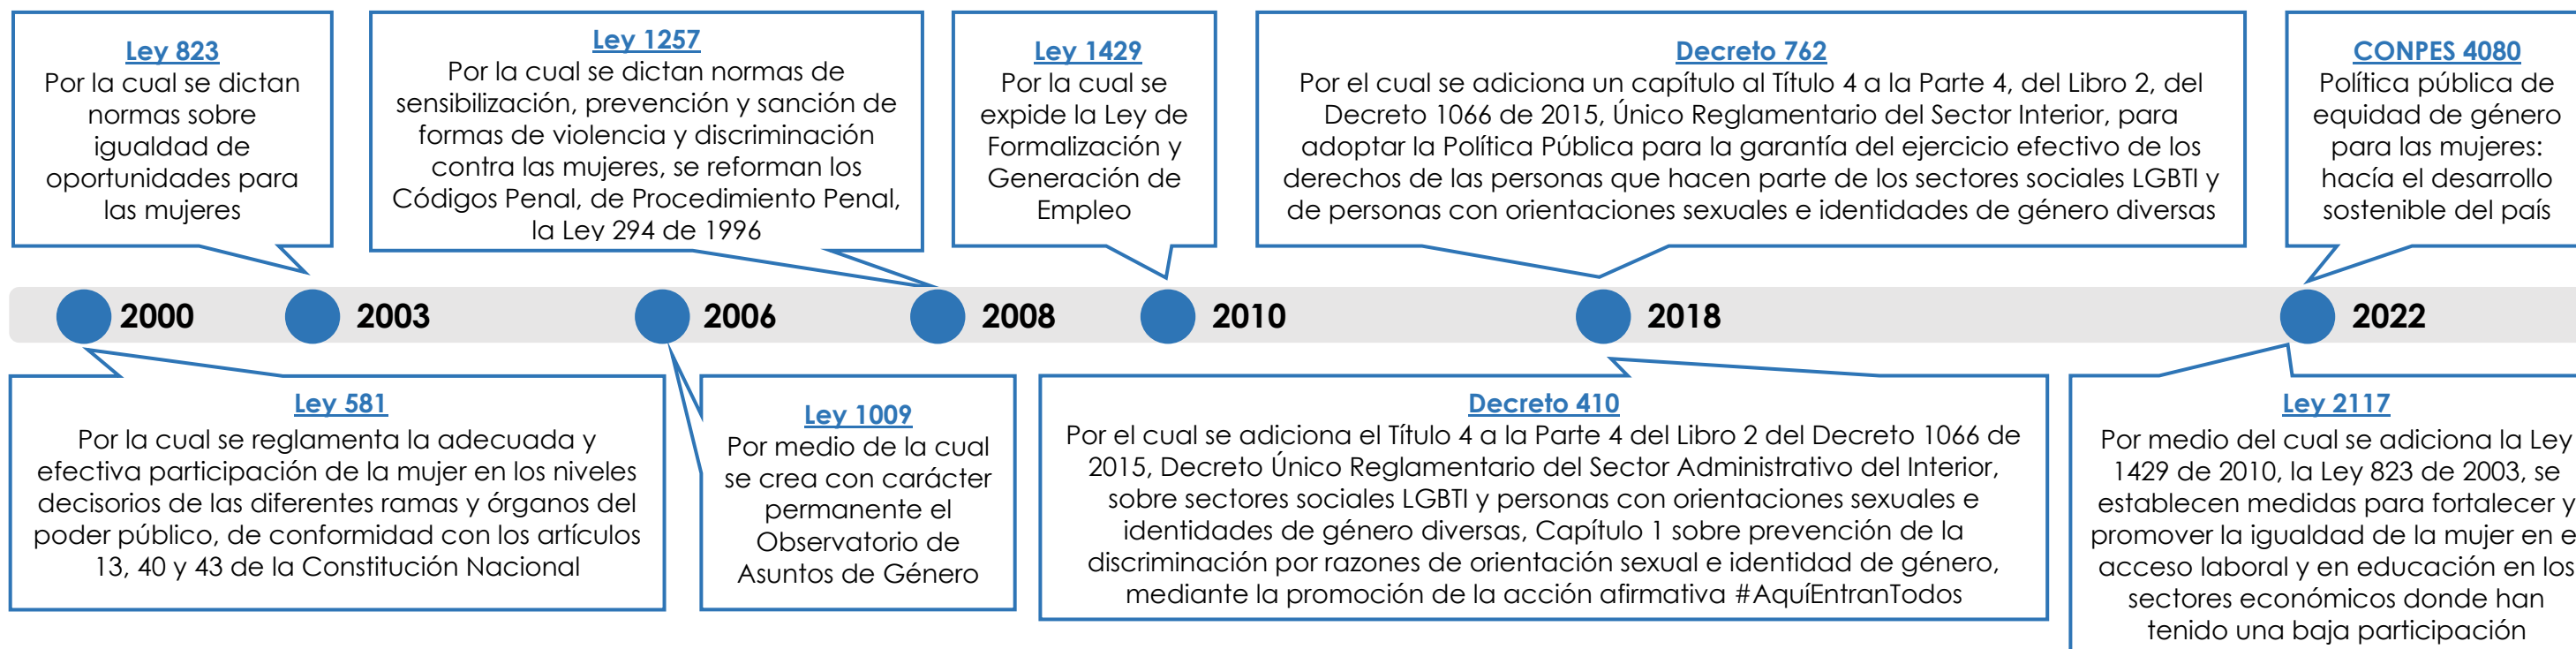 Ley 823
Por la cual se dictan
normas sobre
igualdad de
oportunidades para
las mujeres
Ley 1257
Por la cual se dictan normas de
sensibilización, prevención y sanción de
formas de violencia y discriminación
contra las mujeres, se reforman los
Códigos Penal, de Procedimiento Penal,
la Ley 294 de 1996
Ley 1429
Por la cual se
expide la Ley de
Formalización y
Generación de
Empleo
Decreto 762
Por el cual se adiciona un capítulo al Título 4 a la Parte 4, del Libro 2, del
Decreto 1066 de 2015, Único Reglamentario del Sector Interior, para
adoptar la Política Pública para la garantía del ejercicio efectivo de los
derechos de las personas que hacen parte de los sectores sociales LGBTI y
de personas con orientaciones sexuales e identidades de género diversas
CONPES 4080
Política pública de
equidad de género
para las mujeres:
hacía el desarrollo
sostenible del país
2000
2003
2006
2008
2010
2018
2022
Ley 581
Por la cual se reglamenta la adecuada y
efectiva participación de la mujer en los niveles
decisorios de las diferentes ramas y órganos del
poder público, de conformidad con los artículos
13, 40 y 43 de la Constitución Nacional
Ley 1009
Por medio de la cual
se crea con carácter
permanente el
Observatorio de
Asuntos de Género
Decreto 410
Por el cual se adiciona el Título 4 a la Parte 4 del Libro 2 del Decreto 1066 de
2015, Decreto Único Reglamentario del Sector Administrativo del Interior,
sobre sectores sociales LGBTI y personas con orientaciones sexuales e
identidades de género diversas, Capítulo 1 sobre prevención de la
discriminación por razones de orientación sexual e identidad de género,
mediante la promoción de la acción afirmativa #AquíEntranTodos
Ley 2117
Por medio del cual se adiciona la Ley
1429 de 2010, la Ley 823 de 2003, se
establecen medidas para fortalecer y
promover la igualdad de la mujer en e
acceso laboral y en educación en los
sectores económicos donde han
tenido una baja participación